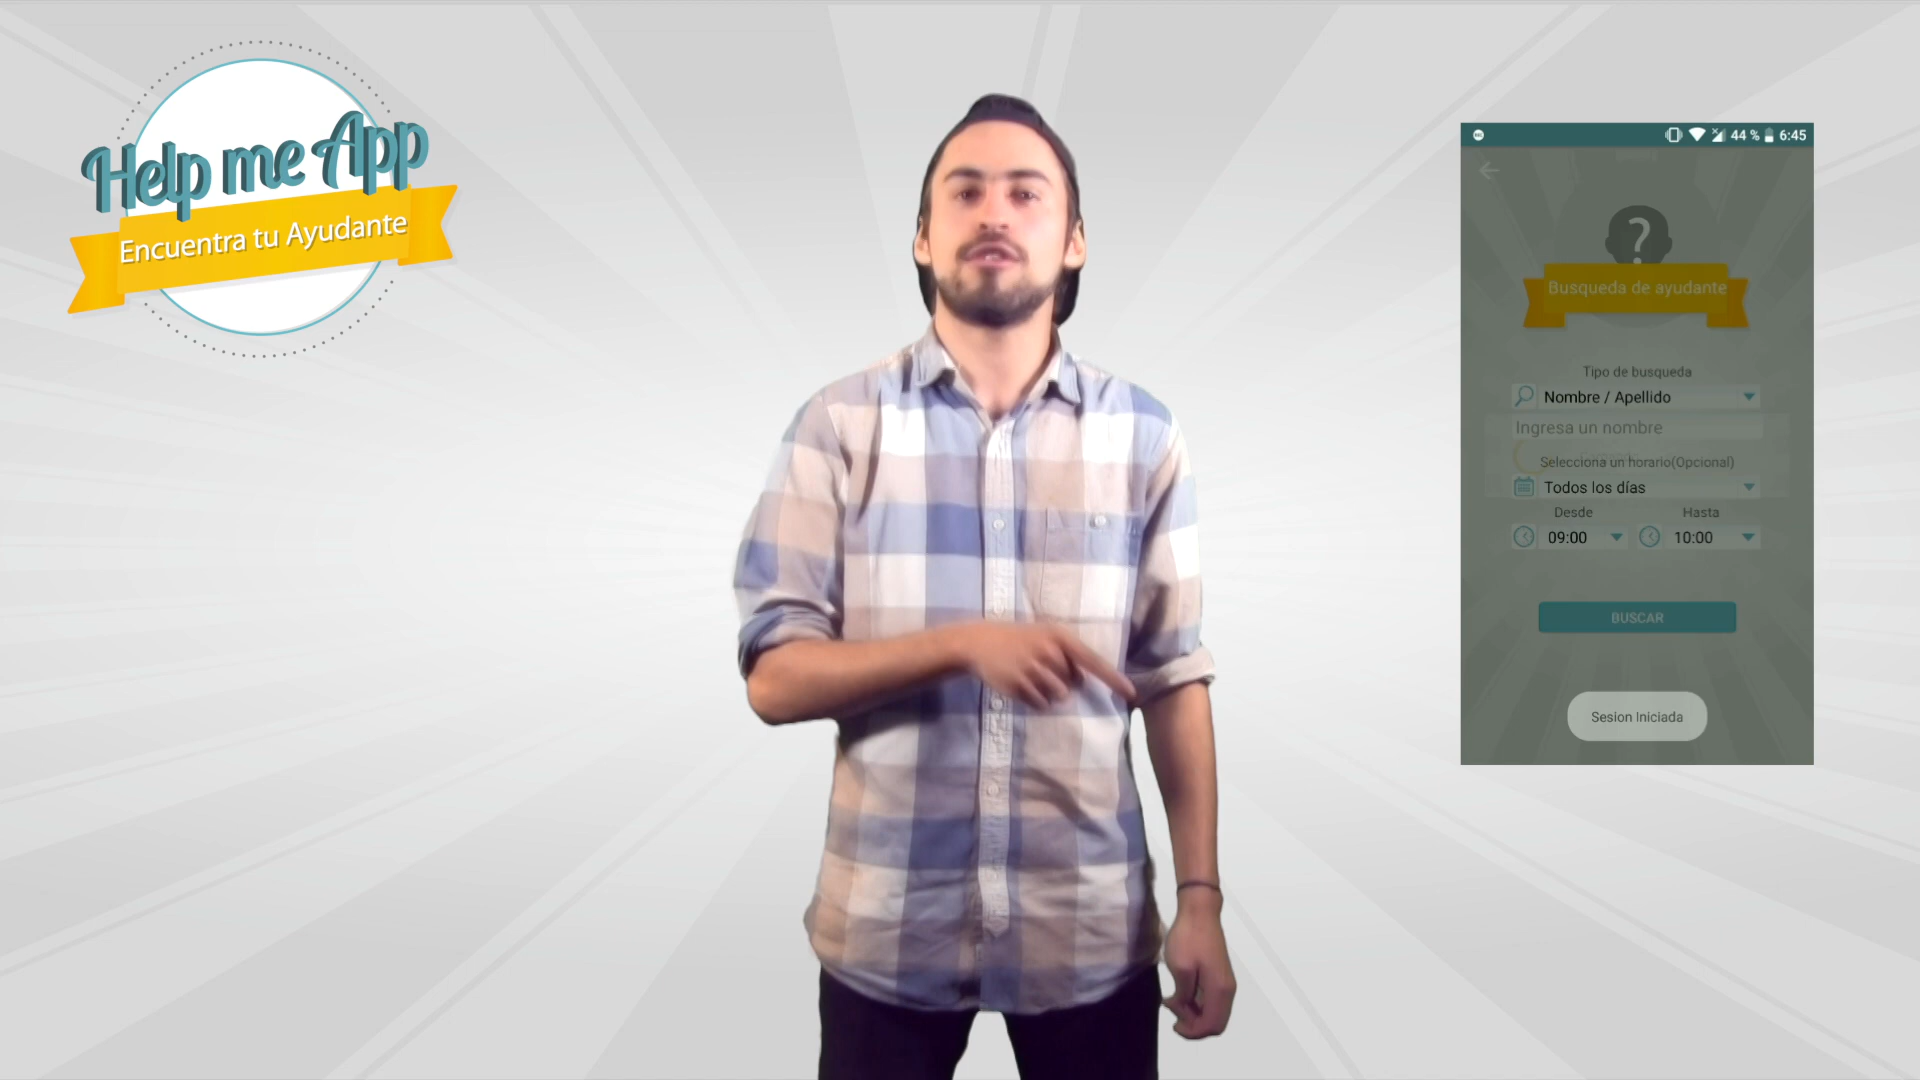 Help me App
Encuentra tu Ayudante
44 % 6:45
Busqueda de ayudante
Tipo de busqueda
Nombre / Apellido
Ingresa un nombre
Selecciona un horario(Opcional)
Todos los días
Desde Hasta
09:00 10:00
BUSCAR
Sesion Iniciada